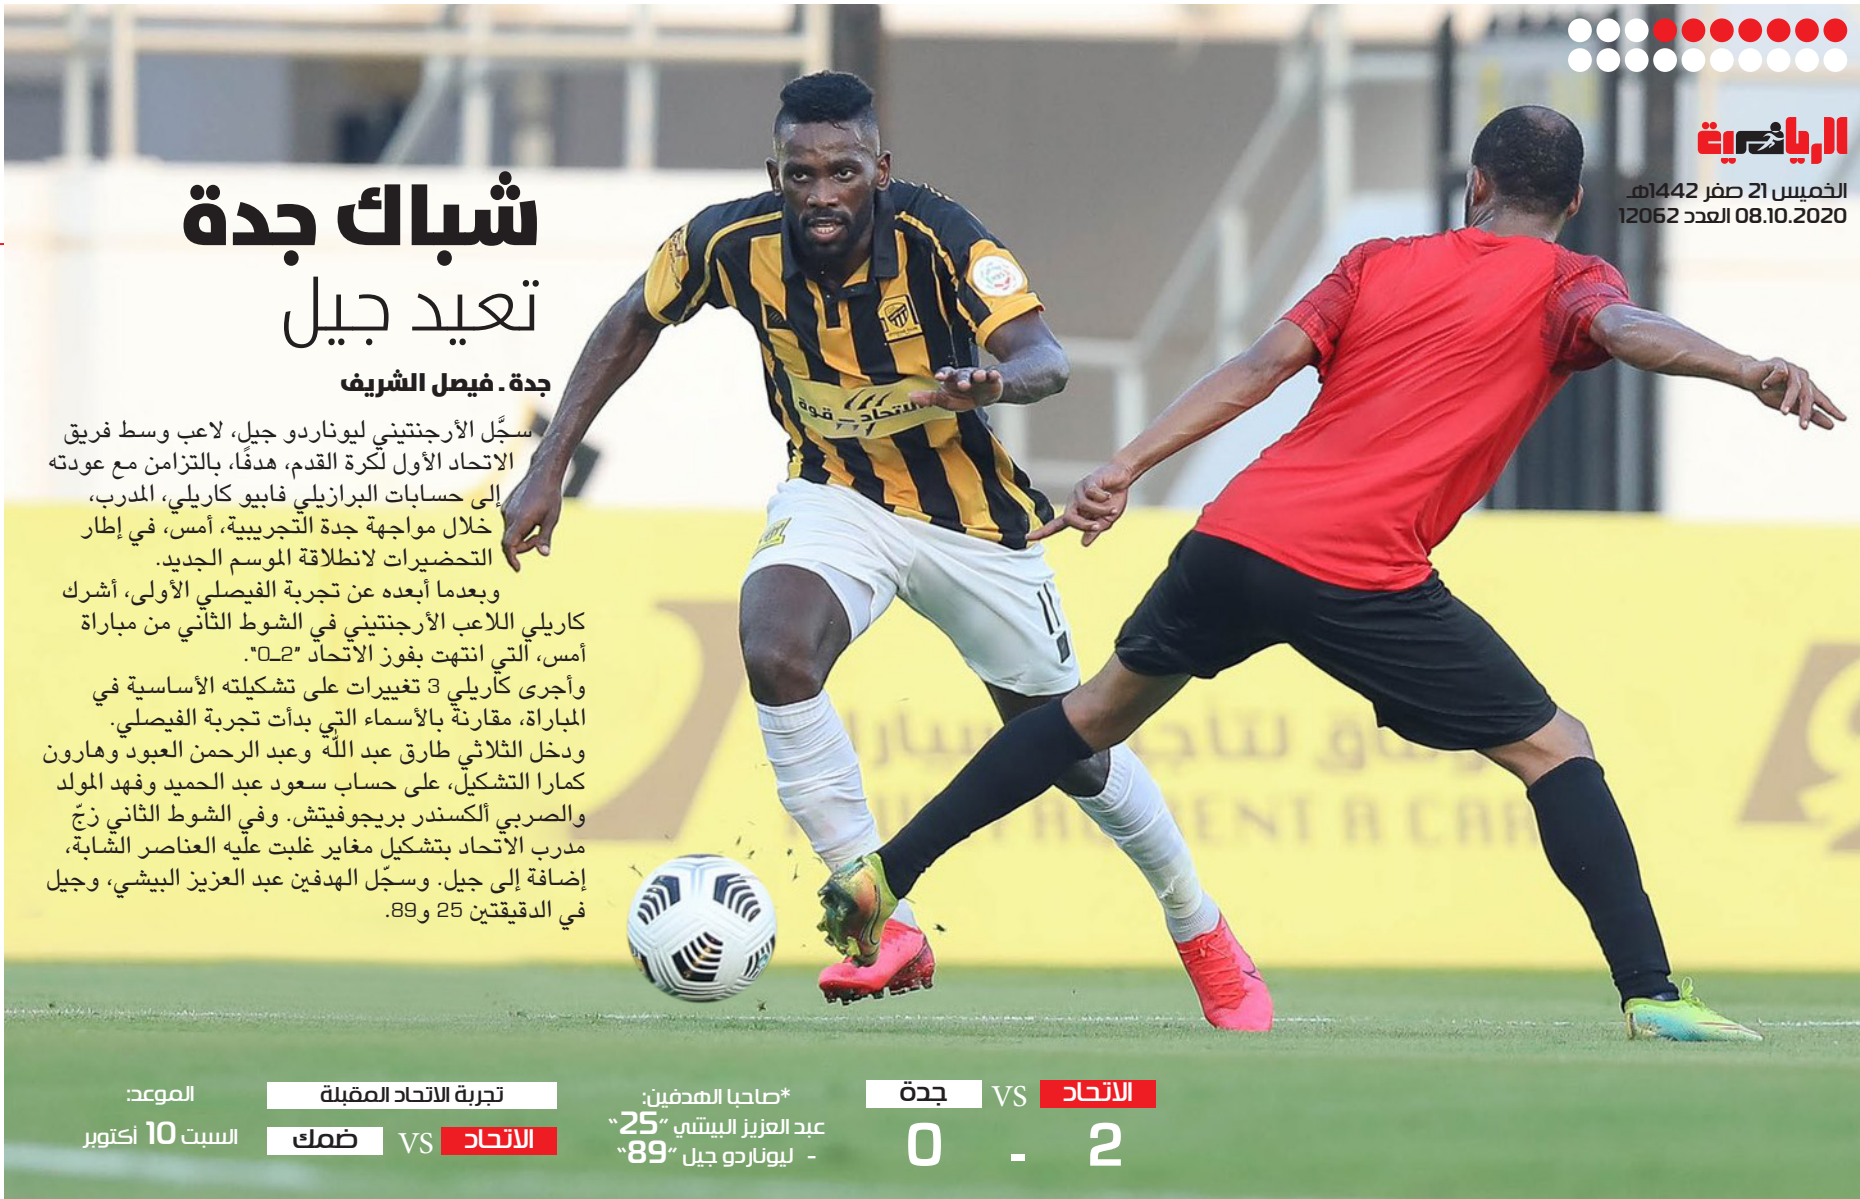 الرياضية
الخميس 21 صفر 1442هـ
08.10.2020 العدد 12062
شباك جدة
تعيد جيل
جدة ـ فيصل الشريف
سجَّل الأرجنتيني ليوناردو جيل، لاعب وسط فريق
الاتحاد الأول لكرة القدم، هدفًا، بالتزامن مع عودته
إلى حسابات البرازيلي فابيو كاريلي، المدرب،
خلال مواجهة جدة التجريبية، أمس، في إطار
التحضيرات لانطلاقة الموسم الجديد.
وبعدما أبعده عن تجربة الفيصلي الأولى، أشرك
كاريلي اللاعب الأرجنتيني في الشوط الثاني من مباراة
أمس، التي انتهت بفوز الاتحاد "2ـ0".
وأجرى كاريلي 3 تغييرات على تشكيلته الأساسية في
المباراة، مقارنة بالأسماء التي بدأت تجربة الفيصلي.
ودخل الثلاثي طارق عبد الله وعبد الرحمن العبود وهارون
كمارا التشكيل، على حساب سعود عبد الحميد وفهد المولد
والصربي ألكسندر بريجوفيتش. وفي الشوط الثاني زجّ
مدرب الاتحاد بتشكيل مغاير غلبت عليه العناصر الشابة،
إضافة إلى جيل. وسجّل الهدفين عبد العزيز البيشي، وجيل
في الدقيقتين 25 و89.
الاتحاد قوة
11
لتأجير
RENT A CAR
الاتحاد VS جدة
2 - 0
*صاحبا الهدفين:
عبد العزيز البيشي "25"
- ليوناردو جيل "89"
تجربة الاتحاد المقبلة
الاتحاد VS ضمك
الموعد:
السبت 10 أكتوبر